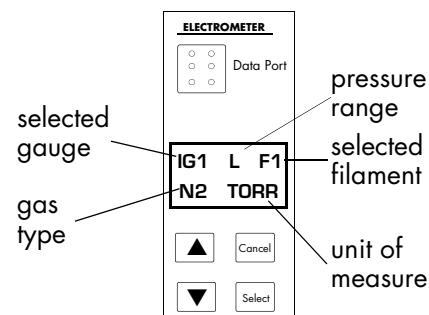 ELECTROMETER
Data Port
pressure
range
selected
gauge
selected
filament
IG1 L F1
N2 TORR
gas
type
Cancel
unit of
measure
Select